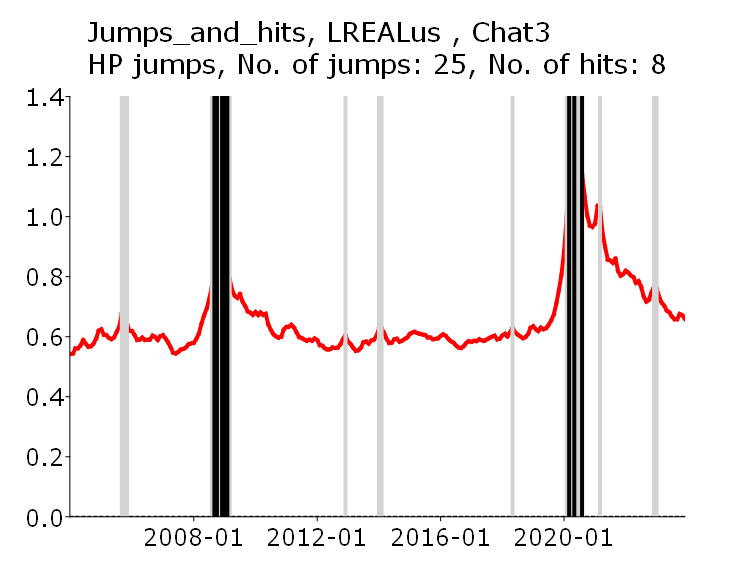 Jumps_and_hits, LREALus , Chat3
HP jumps, No. of jumps: 25, No. of hits: 8
1.4
1.2
1.0
0.8
0.6
0.4
0.2
0.0
2008-01 2012-01 2016-01 2020-01